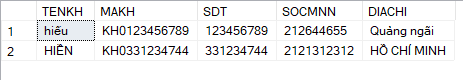 TENKH MAKH SDT SOCMNN DIACHI
1 hiếu KH0123456789 123456789 212644655 Quảng ngãi
2 HIỀN KH0331234744 331234744 2121312312 HỒ CHÍ MINH